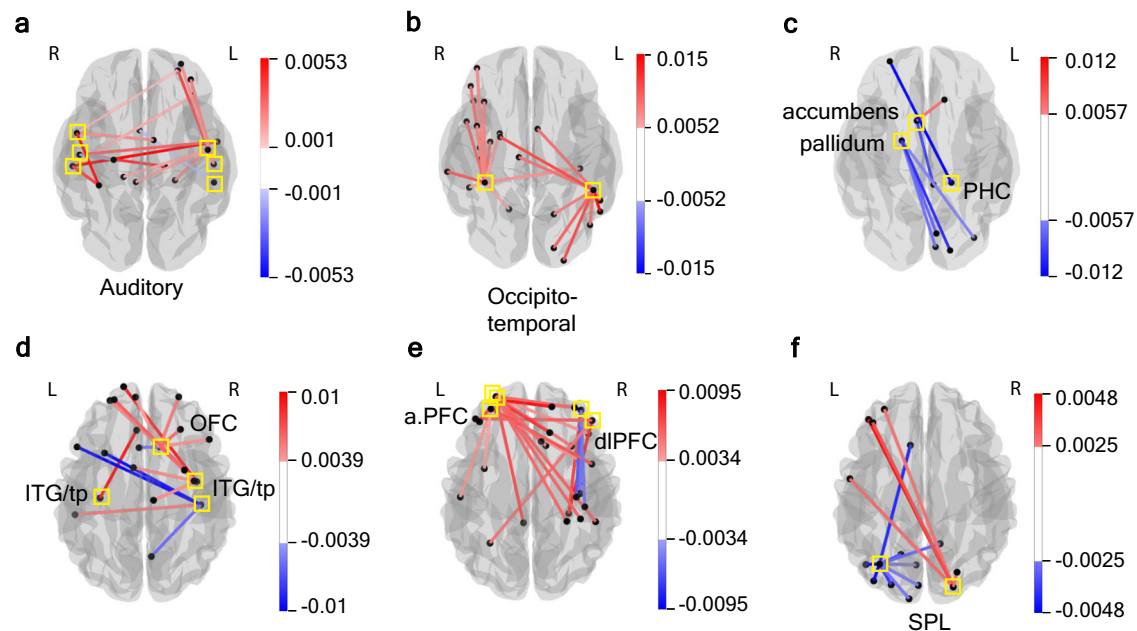 a
R
L
0.0053
0.001
-0.001
-0.0053
Auditory
b
R
L
0.015
0.0052
-0.0052
-0.015
Occipito-
temporal
c
R
L
accumbens
pallidum
PHC
0.012
0.0057
-0.0057
-0.012
d
L
R
OFC
ITG/tp
ITG/tp
0.01
0.0039
-0.0039
-0.01
e
L
R
a.PFC
dlPFC
0.0095
0.0034
-0.0034
-0.0095
f
L
R
0.0048
0.0025
-0.0025
-0.0048
SPL